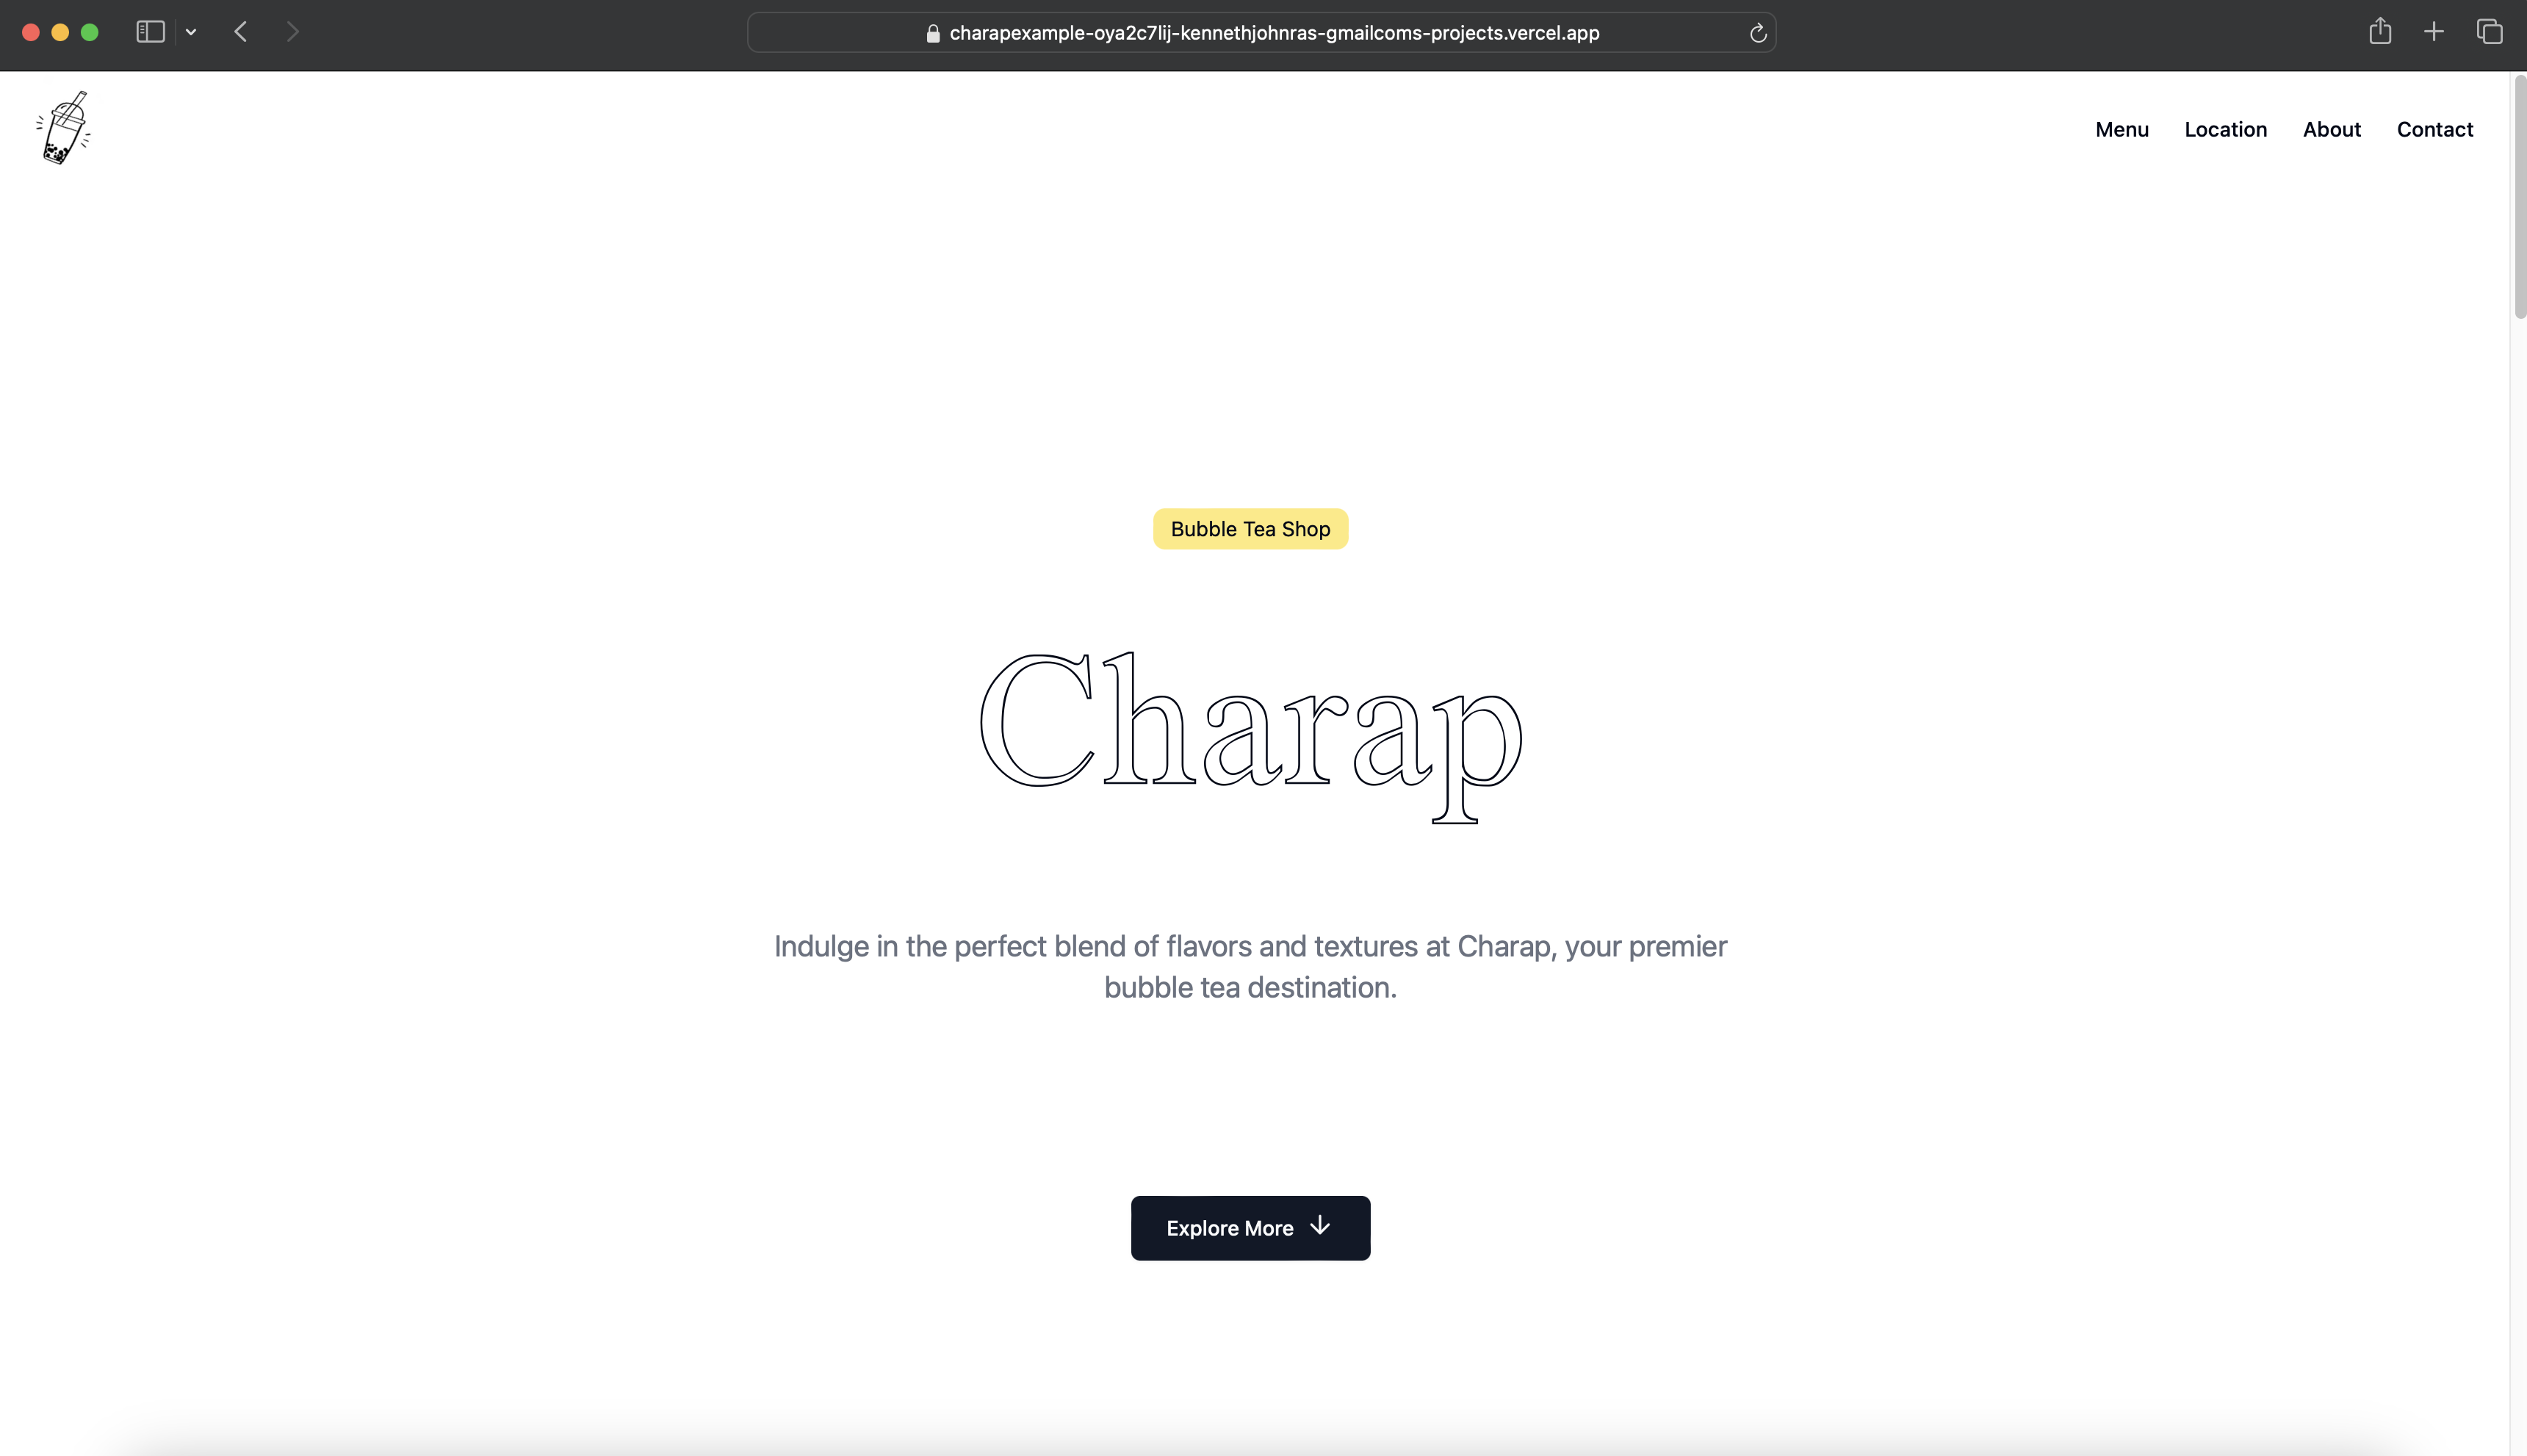 charapexample-oya2c7lij-kennethjohnras-gmailcoms-projects.vercel.app
Menu Location About Contact
Bubble Tea Shop
Charap
Indulge in the perfect blend of flavors and textures at Charap, your premier
bubble tea destination.
Explore More